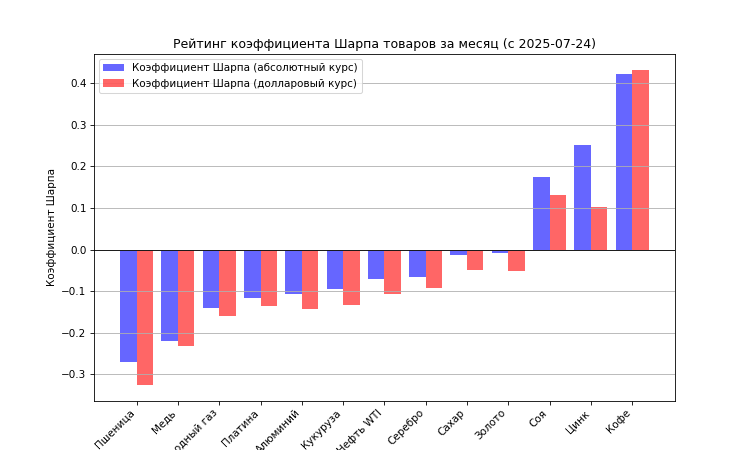 Рейтинг коэффициента Шарпа товаров за месяц (с 2025-07-24)
Коэффициент Шарпа (абсолютный курс)
Коэффициент Шарпа (долларовый курс)
Коэффициент Шарпа
0.4
0.3
0.2
0.1
0.0
−0.1
−0.2
−0.3
Пшеница
Медь
одный газ
Платина
Алюминий
Кукуруза
Нефть WTI
Серебро
Сахар
Золото
Соя
Цинк
Кофе